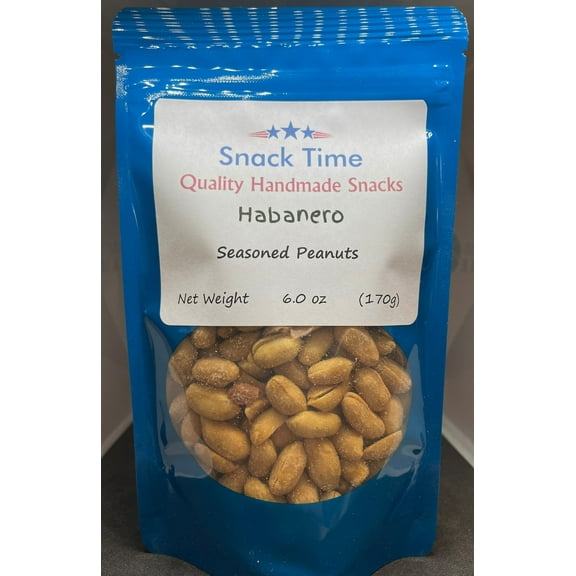 Snack Time
Quality Handmade Snacks
Habanero
Seasoned Peanuts
Net Weight 6.0 oz (170g)